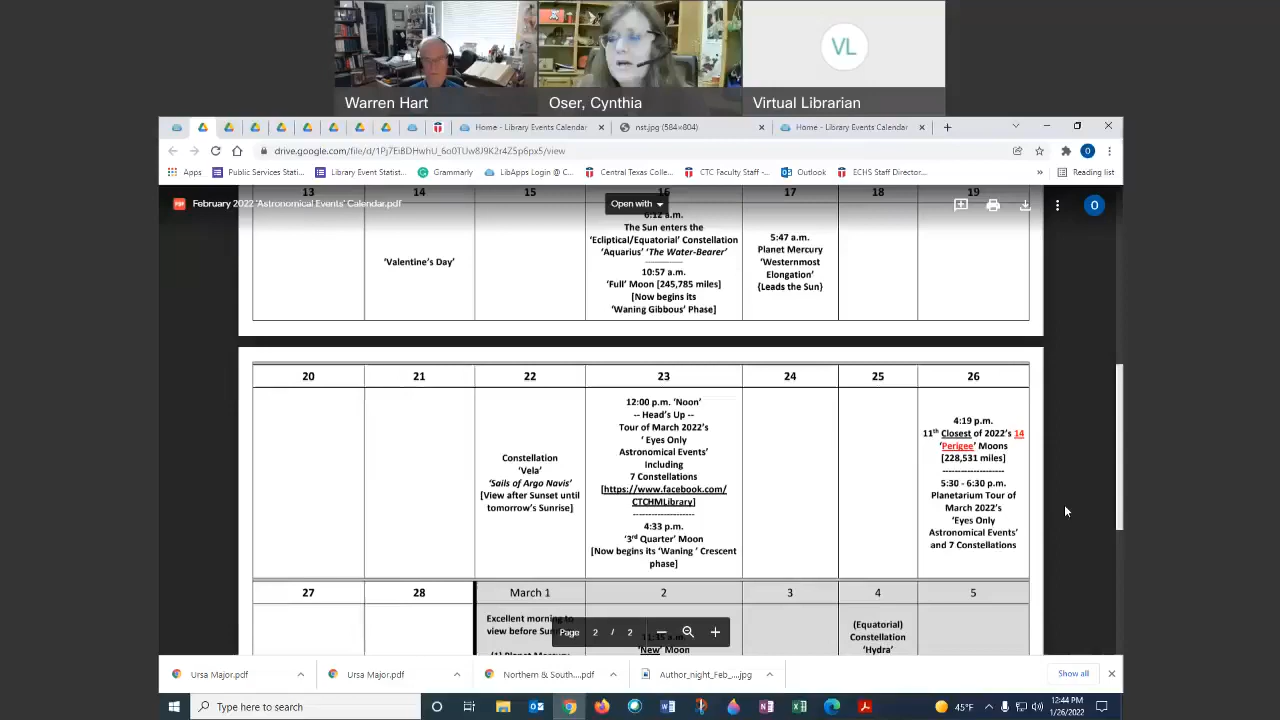 VL
Warren Hart
Oser, Cynthia
Virtual Librarian
Home - Library Events Calendar
nst.jpg (584×804)
Home - Library Events Calendar
drive.google.com/file/d/1Pj7EiBDHwhU_6o0TUw8J9K2r4Z5p6px5/view
Apps
Public Services Stati...
Library Event Statist...
Grammarly
LibApps Login @ C...
Central Texas Colle...
CTC Faculty Staff -...
Outlook
ECHS Staff Director...
»
Reading list
February 2022 'Astronomical Events' Calendar.pdf
Open with
O
13
14
15
16
17
18
19
'Valentine's Day'
6:12 a.m.
The Sun enters the
'Ecliptical/Equatorial' Constellation
'Aquarius' 'The Water-Bearer'
10:57 a.m.
'Full' Moon [245,785 miles]
[Now begins its
'Waning Gibbous' Phase]
5:47 a.m.
Planet Mercury
'Westernmost
Elongation'
{Leads the Sun}
20
21
22
23
24
25
26
Constellation
'Vela'
'Sails of Argo Navis'
[View after Sunset until
tomorrow's Sunrise]
12:00 p.m. 'Noon'
-- Head's Up --
Tour of March 2022's
' Eyes Only
Astronomical Events'
Including
7 Constellations
[https://www.facebook.com/
CTCHMLibrary]
4:33 p.m.
'3rd Quarter' Moon
[Now begins its 'Waning ' Crescent
phase]
4:19 p.m.
11th Closest of 2022's 14
'Perigee' Moons
[228,531 miles]
5:30 - 6:30 p.m.
Planetarium Tour of
March 2022's
'Eyes Only
Astronomical Events'
and 7 Constellations
27
28
March 1
2
3
4
5
Excellent morning to
view before
'New' Moon
(Equatorial)
Constellation
'Hydra'
Page 2 / 2
Ursa Major.pdf
Ursa Major.pdf
Northern & South....pdf
Author_night_Feb_...jpg
Show all
Type here to search
45°F
12:44 PM
1/26/2022